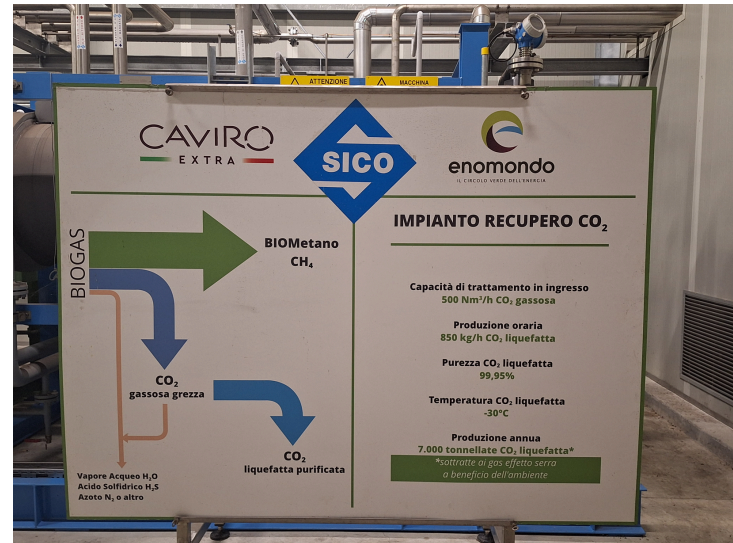 ATTENZIONE
MACCHINA
CAVIRO
EXTRA
SICO
enomondo
IL CIRCOLO VERDE DELL'ENERGIA
BIOGAS
BIOMetano
CH₄
CO₂
gassosa grezza
CO₂
liquefatta purificata
Vapore Acqueo H₂O
Acido Solfidrico H₂S
Azoto N₂ o altro
IMPIANTO RECUPERO CO₂
Capacità di trattamento in ingresso
500 Nm³/h CO₂ gassosa
Produzione oraria
850 kg/h CO₂ liquefatta
Purezza CO₂ liquefatta
99,95%
Temperatura CO₂ liquefatta
-30°C
Produzione annua
7.000 tonnellate CO₂ liquefatta*
*sottratte ai gas effetto serra
a beneficio dell'ambiente